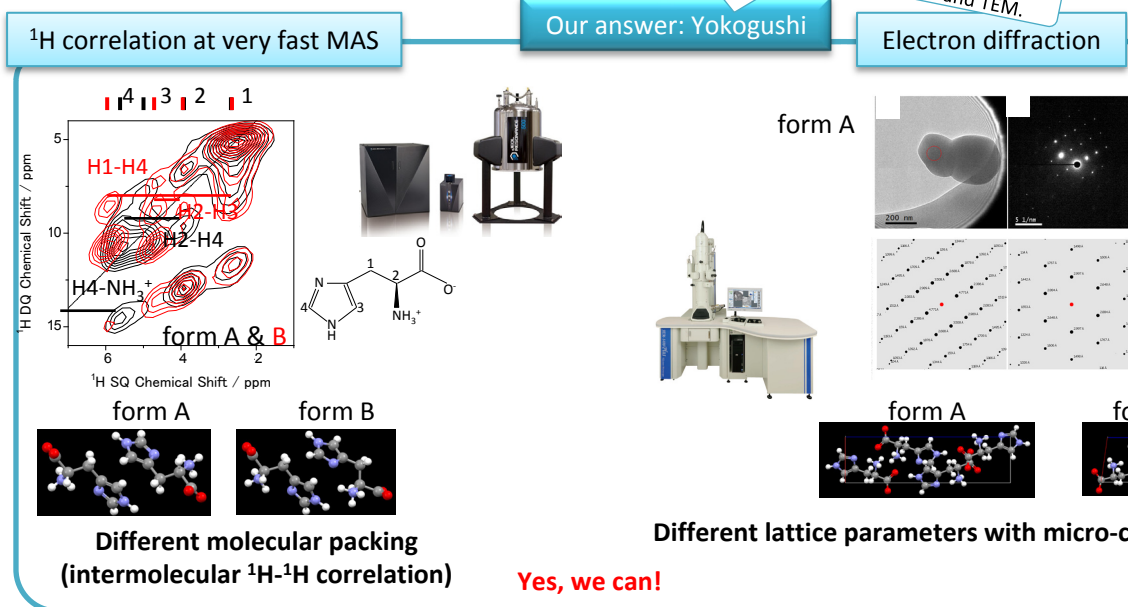 and TEM.
¹H correlation at very fast MAS
Our answer: Yokogushi
Electron diffraction
4 3 2 1
5
10
15
6 4 2
¹H DQ Chemical Shift / ppm
¹H SQ Chemical Shift / ppm
H1-H4
H2-H3
H2-H4
H4-NH₃⁺
form A & B
O
O⁻
1
2
N
4
3
N
H
NH₃⁺
form A
200 nm
5 1/nm
form A
form B
form A
Different molecular packing
(intermolecular ¹H-¹H correlation)
Different lattice parameters with micro-c
Yes, we can!